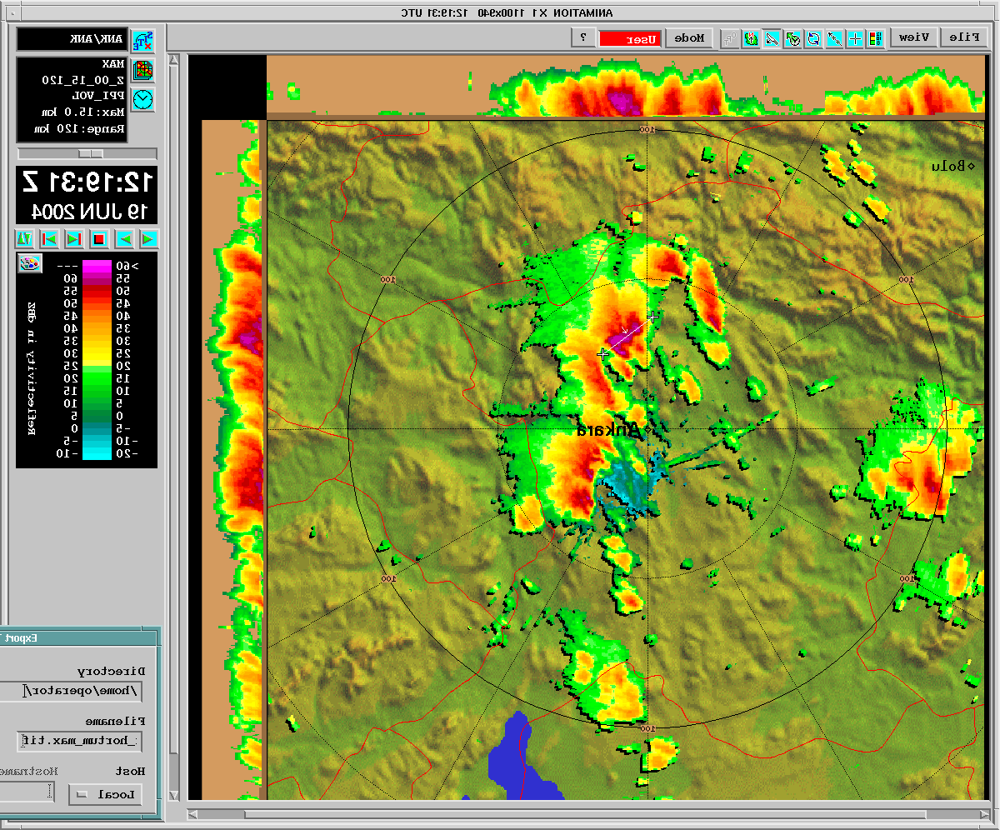 ANIMATION X 1 1100x940 12:19:31 UTC
File View Mode User ?
SITE
ANK/ANK
MAX
Z_00_15_120
PPI_VOL
Max:15.0 km
Range:120 km
12:19:31 Z
19 JUN 2004
>60 ---
55 60
50 55
45 50
40 45
35 40
30 35
25 30
20 25
15 20
10 15
5 10
0 5
-5 0
-10 -5
-20 -10
Reflectivity in dBZ
100
Bolu
100
100
Ankara
100
100
100
Export
Directory
/home/operator/
Filename
_hortum_max.tif
Host Hostname
Local